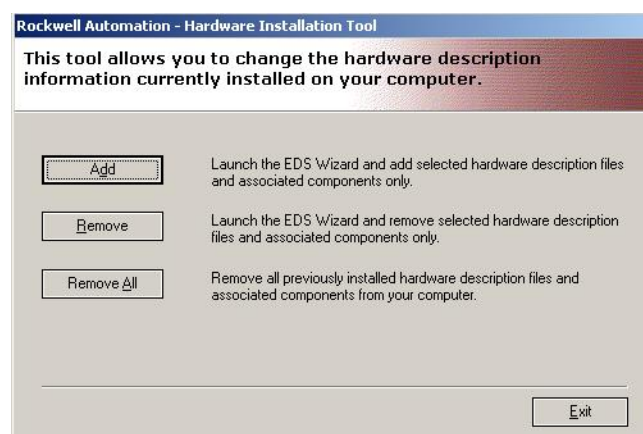 Rockwell Automation - Hardware Installation Tool
This tool allows you to change the hardware description
information currently installed on your computer.
Add
Launch the EDS Wizard and add selected hardware description files
and associated components only.
Remove
Launch the EDS Wizard and remove selected hardware description
files and associated components only.
Remove All
Remove all previously installed hardware description files and
associated components from your computer.
Exit